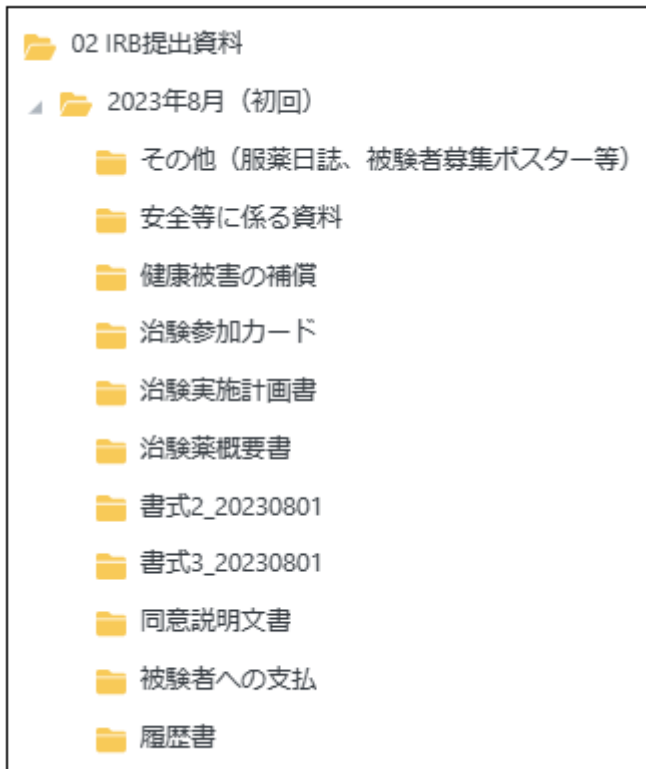 02 IRB提出資料
2023年8月（初回）
その他（服薬日誌、被験者募集ポスター等）
安全等に係る資料
健康被害の補償
治験参加カード
治験実施計画書
治験薬概要書
書式2_20230801
書式3_20230801
同意説明文書
被験者への支払
履歴書